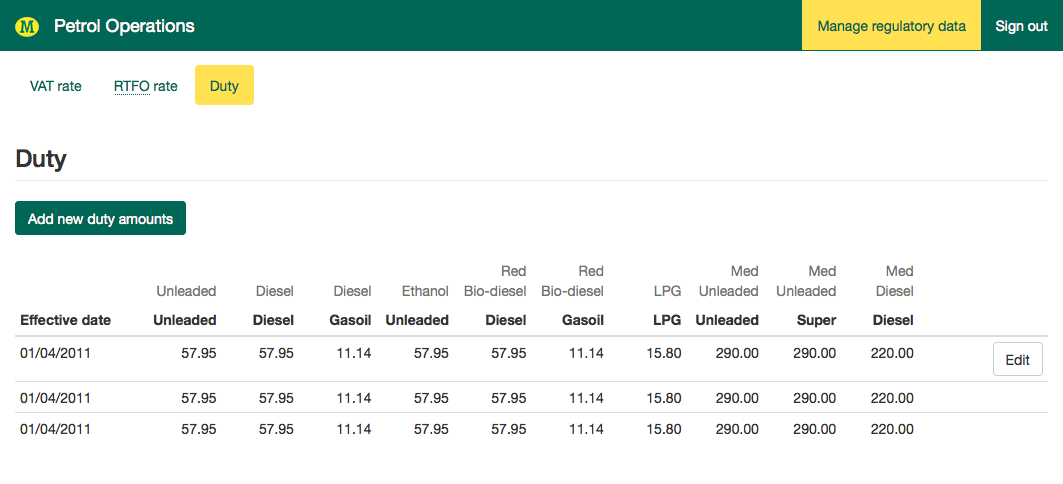 M Petrol Operations Manage regulatory data Sign out
VAT rate RTFO rate Duty
Duty
Add new duty amounts
Red Red Med Med Med
Unleaded Diesel Diesel Ethanol Bio-diesel Bio-diesel LPG Unleaded Unleaded Diesel
Effective date Unleaded Diesel Gasoil Unleaded Diesel Gasoil LPG Unleaded Super Diesel
01/04/2011 57.95 57.95 11.14 57.95 57.95 11.14 15.80 290.00 290.00 220.00 Edit
01/04/2011 57.95 57.95 11.14 57.95 57.95 11.14 15.80 290.00 290.00 220.00
01/04/2011 57.95 57.95 11.14 57.95 57.95 11.14 15.80 290.00 290.00 220.00